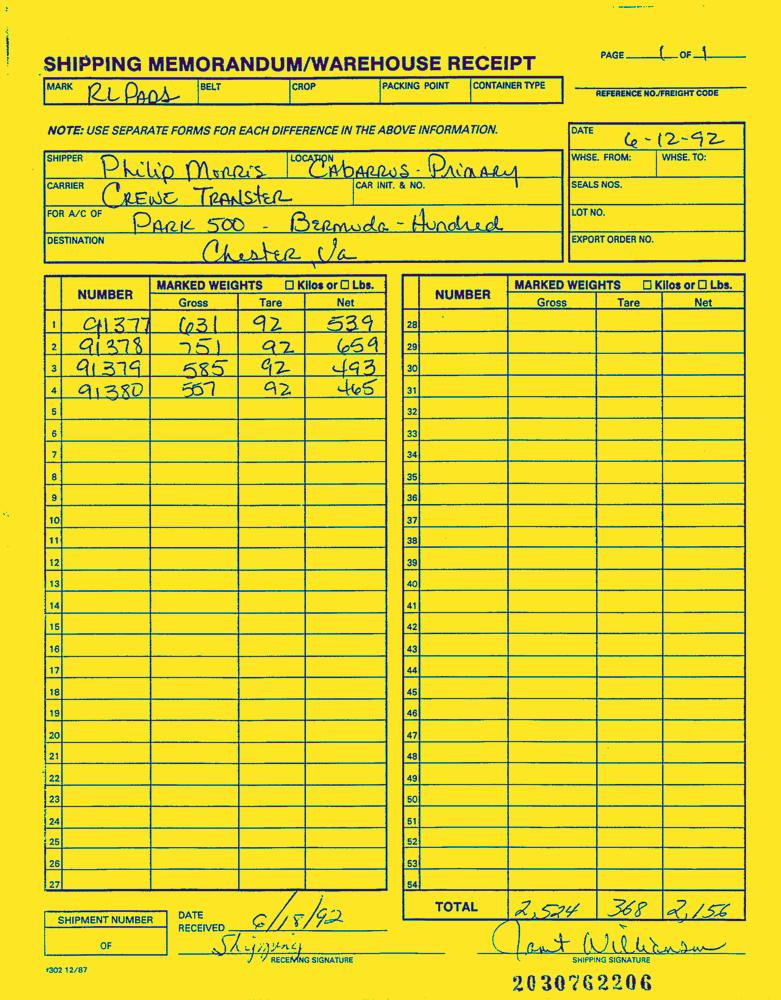 PAGE 1 OF 1
SHIPPING MEMORANDUM/WAREHOUSE RECEIPT
MARK RL PADS BELT CROP PACKING POINT CONTAINER TYPE
REFERENCE NO./FREIGHT CODE
NOTE: USE SEPARATE FORMS FOR EACH DIFFERENCE IN THE ABOVE INFORMATION.
DATE 6-12-92
SHIPPER Philip Morris LOCATION CABARRUS - PRIMARY
WHSE. FROM: WHSE. TO:
CARRIER CREWE TRANSTER CAR INIT. & NO.
SEALS NOS.
FOR A/C OF PARK 500 - Bermuda - Hundred
LOT NO.
DESTINATION Chester, Va
EXPORT ORDER NO.
NUMBER MARKED WEIGHTS ☐ Kilos or ☐ Lbs. NUMBER MARKED WEIGHTS ☐ Kilos or ☐ Lbs.
Gross Tare Net Gross Tare Net
1 91377 631 92 539 28
2 91378 751 92 659 29
3 91379 585 92 493 30
4 91380 557 92 465 31
5 32
6 33
7 34
8 35
9 36
10 37
11 38
12 39
13 40
14 41
15 42
16 43
17 44
18 45
19 46
20 47
21 48
22 49
23 50
24 51
25 52
26 53
27 54
TOTAL 2,524 368 2,156
SHIPMENT NUMBER
OF
DATE RECEIVED 6/18/92
RECEIVING SIGNATURE
SHIPPING SIGNATURE
#302 12/87
2030762206